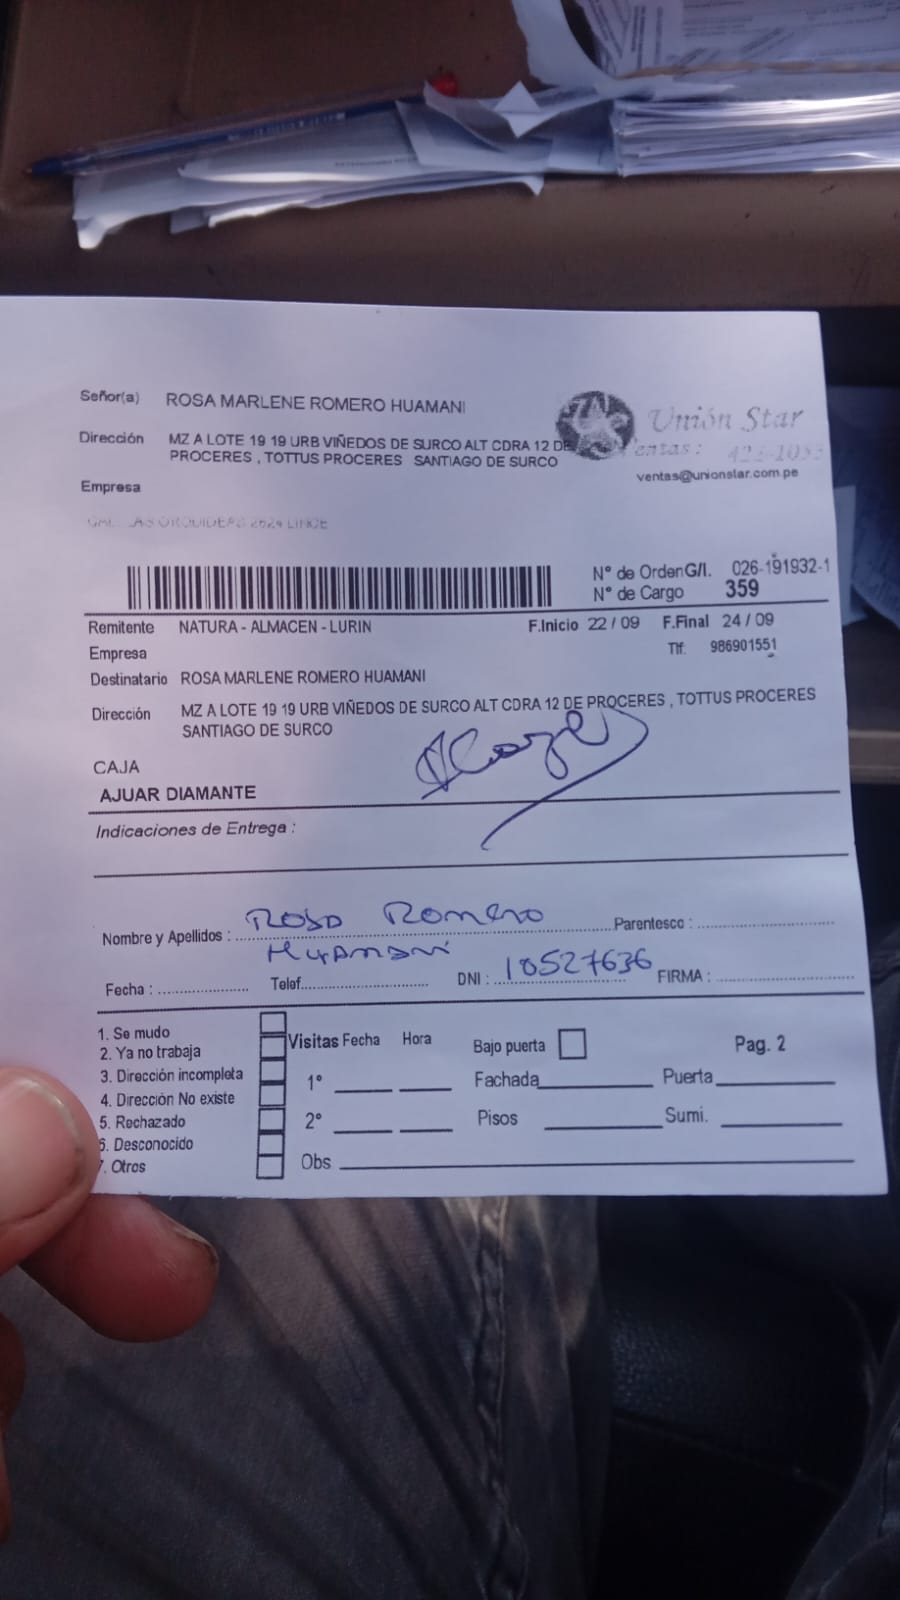 Señor(a) ROSA MARLENE ROMERO HUAMANI
Dirección MZ A LOTE 19 19 URB VIÑEDOS DE SURCO ALT CDRA 12 DE
PROCERES , TOTTUS PROCERES SANTIAGO DE SURCO
Empresa
Unión Star
ventas@unionstar.com.pe
ORQUIDEAS 2624 LINCE
N° de Orden G/I. 026-191932-1
N° de Cargo 359
Remitente NATURA - ALMACEN - LURIN F.Inicio 22 / 09 F.Final 24 / 09
Empresa Tlf. 986901551
Destinatario ROSA MARLENE ROMERO HUAMANI
Dirección MZ A LOTE 19 19 URB VIÑEDOS DE SURCO ALT CDRA 12 DE PROCERES , TOTTUS PROCERES
SANTIAGO DE SURCO
CAJA
AJUAR DIAMANTE
Indicaciones de Entrega :
Nombre y Apellidos : Rosa Romero Parentesco :
Huamani
Fecha : Telef. DNI : 10527636 FIRMA :
1. Se mudo
2. Ya no trabaja
3. Dirección incompleta
4. Dirección No existe
5. Rechazado
6. Desconocido
7. Otros
Visitas Fecha Hora Bajo puerta Pag. 2
1° Fachada Puerta
2° Pisos Sumi.
Obs